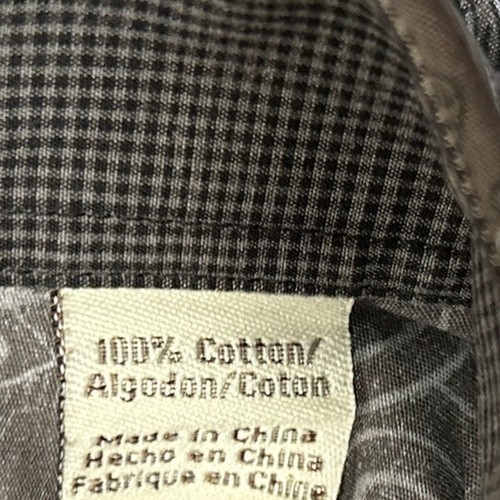 100% Cotton/
Algodon/Coton
Made in China
Hecho en China
Fabrique en Chine